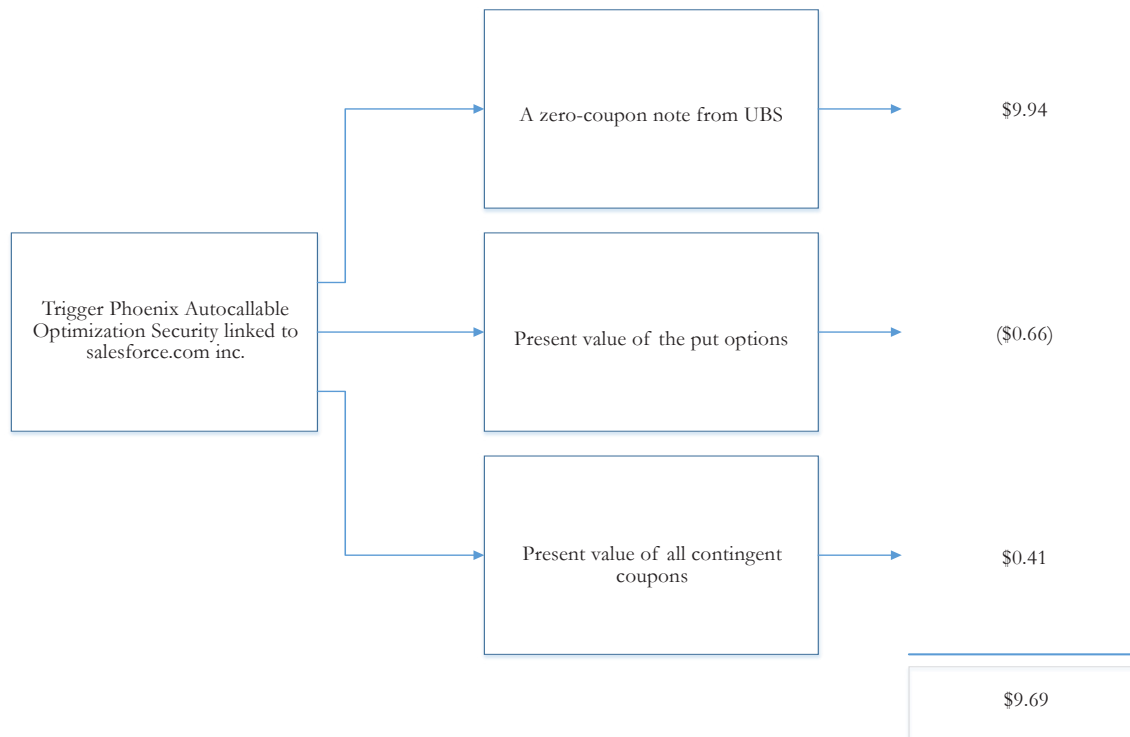 A zero-coupon note from UBS
$9.94
Trigger Phoenix Autocallable
Optimization Security linked to
salesforce.com inc.
Present value of the put options
($0.66)
Present value of all contingent
coupons
$0.41
$9.69